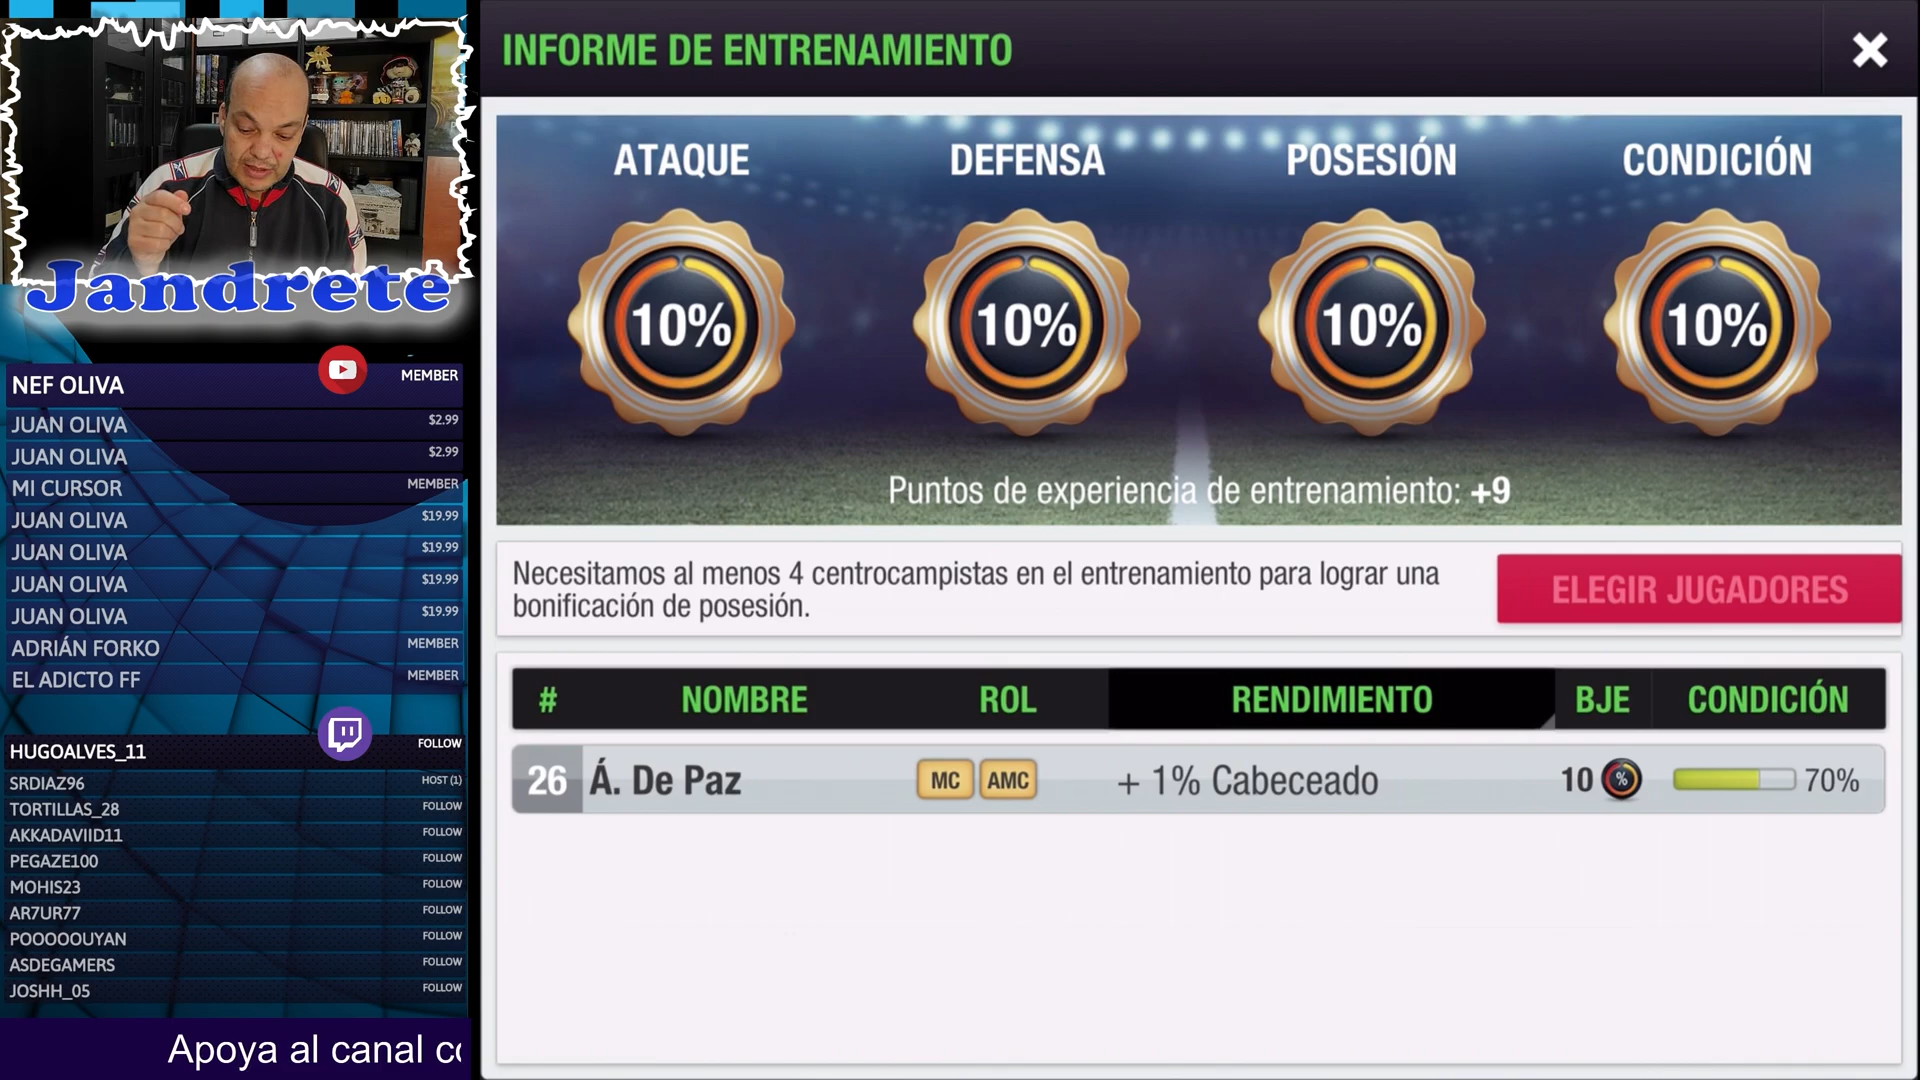 Jandrete
NEF OLIVA MEMBER
JUAN OLIVA $2.99
JUAN OLIVA $2.99
MI CURSOR MEMBER
JUAN OLIVA $19.99
JUAN OLIVA $19.99
JUAN OLIVA $19.99
JUAN OLIVA $19.99
ADRIÁN FORKO MEMBER
EL ADICTO FF MEMBER
HUGOALVES_11 FOLLOW
SRDIAZ96 HOST (1)
TORTILLAS_28 FOLLOW
AKKADAVIID11 FOLLOW
PEGAZE100 FOLLOW
MOHIS23 FOLLOW
AR7UR77 FOLLOW
POOOOOUYAN FOLLOW
ASDEGAMERS FOLLOW
JOSHH_05 FOLLOW
Apoya al canal co
INFORME DE ENTRENAMIENTO
ATAQUE DEFENSA POSESIÓN CONDICIÓN
10% 10% 10% 10%
Puntos de experiencia de entrenamiento: +9
Necesitamos al menos 4 centrocampistas en el entrenamiento para lograr una
bonificación de posesión.
ELEGIR JUGADORES
# NOMBRE ROL RENDIMIENTO BJE CONDICIÓN
26 Á. De Paz MC AMC + 1% Cabeceado 10 % 70%